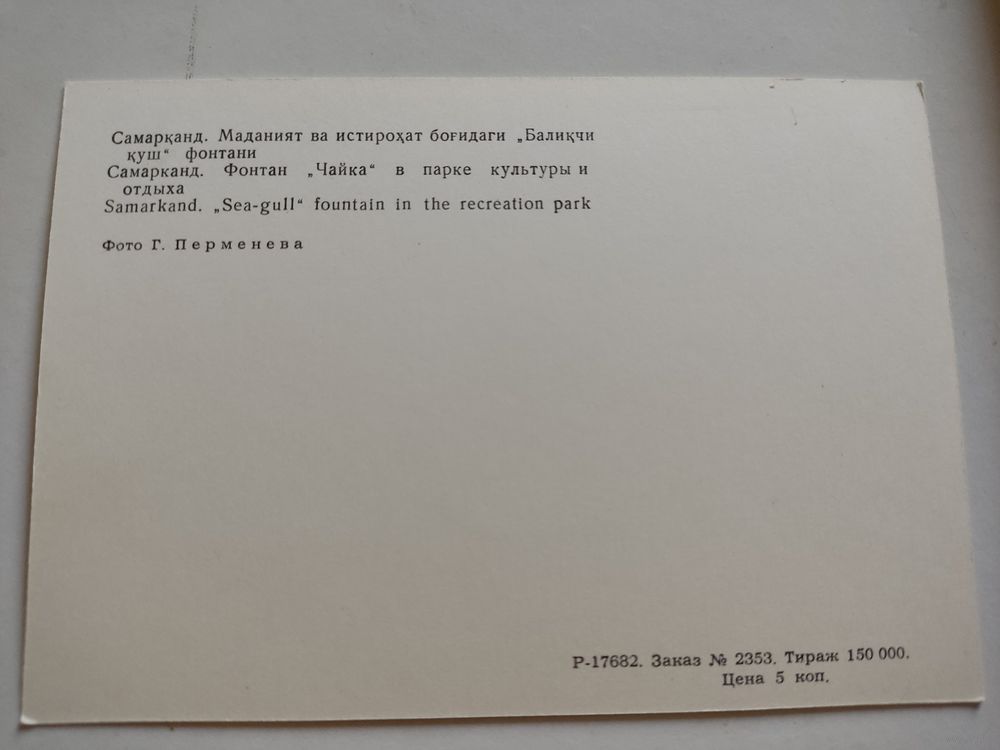 Самарқанд. Маданият ва истироҳат боғидаги „Балиқчи
қуш“ фонтани
Самарканд. Фонтан „Чайка“ в парке культуры и
отдыха
Samarkand. „Sea-gull“ fountain in the recreation park
Фото Г. Перменева
Р-17682. Заказ № 2353. Тираж 150 000.
Цена 5 коп.